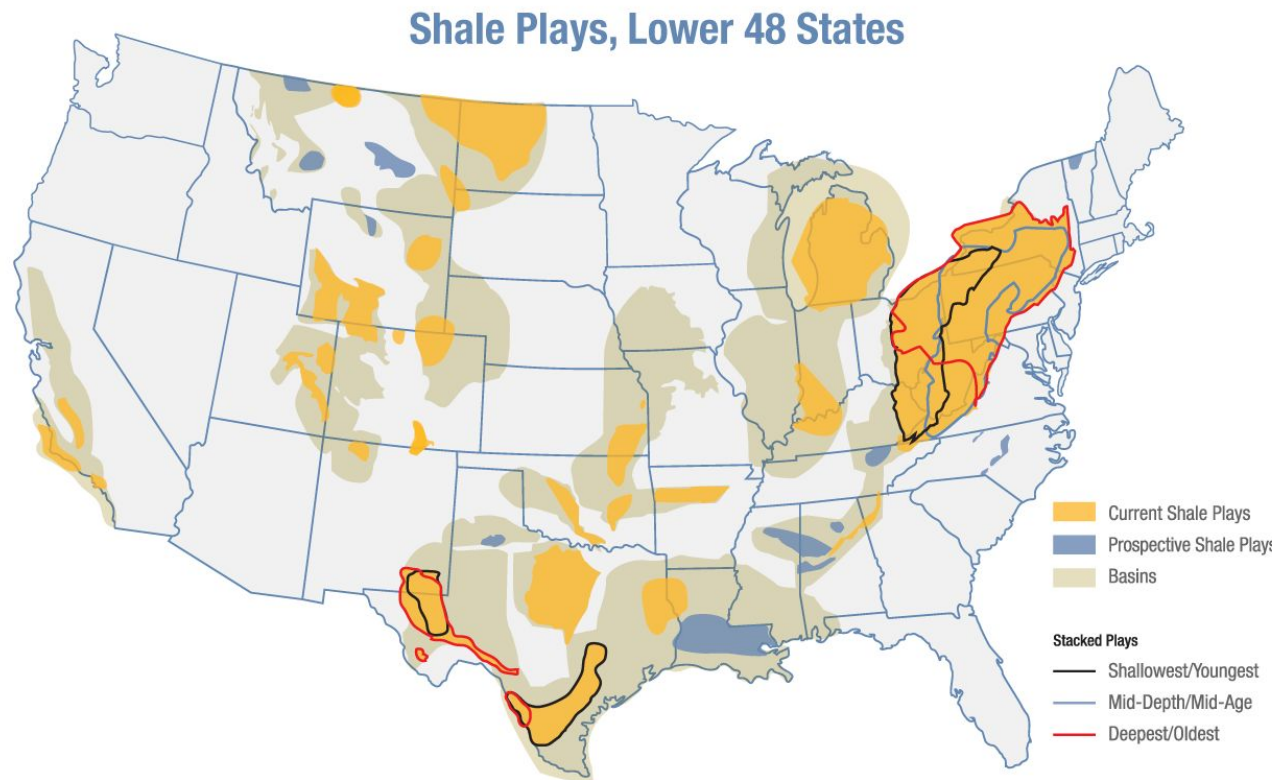 Shale Plays, Lower 48 States
Current Shale Plays
Prospective Shale Plays
Basins
Stacked Plays
Shallowest/Youngest
Mid-Depth/Mid-Age
Deepest/Oldest